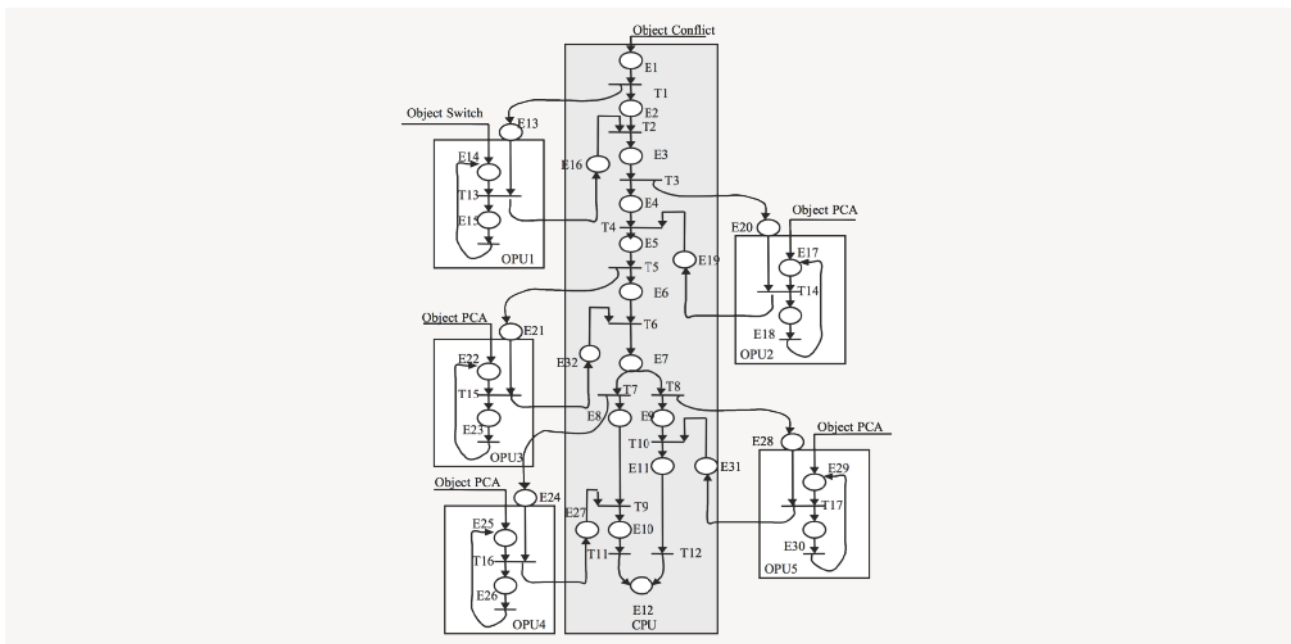 Object Conflict
E1
T1
E2
T2
E3
T3
E4
T4
E5
T5
E6
T6
E7
T7
T8
E8
E9
T10
E11
T9
E10
T11
T12
E12
CPU
Object Switch
E13
E14
E16
T13
E15
OPU1
Object PCA
E20
E17
E19
T14
E18
OPU2
Object PCA
E21
E22
E32
T15
E23
OPU3
Object PCA
E24
E25
E27
T16
E26
OPU4
Object PCA
E28
E29
E31
T17
E30
OPU5